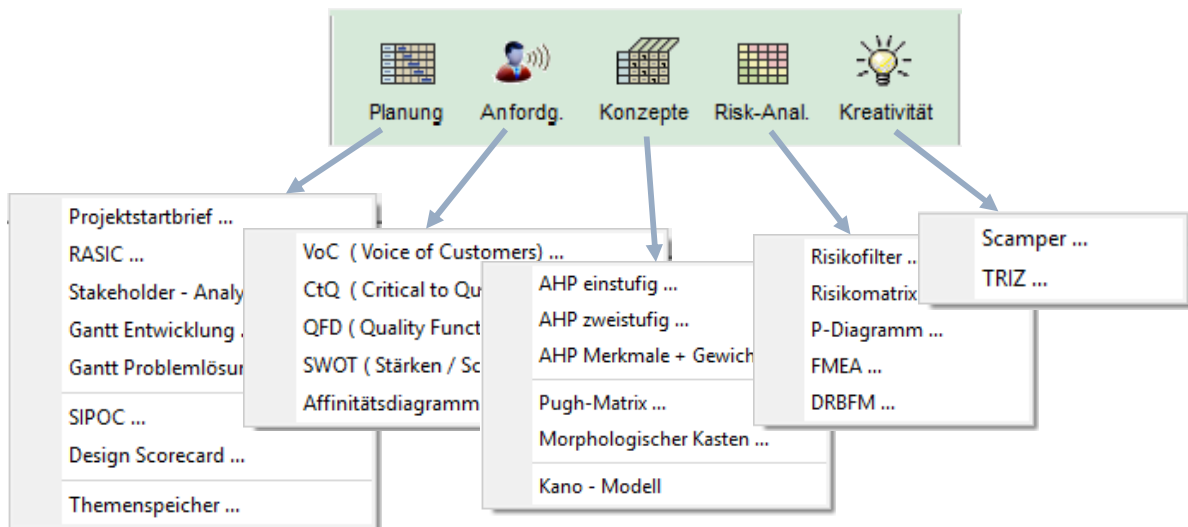 Planung
Anfordg.
Konzepte
Risk-Anal.
Kreativität
Projektstartbrief ...
RASIC ...
Stakeholder - Analy
Gantt Entwicklung .
Gantt Problemlösur
SIPOC ...
Design Scorecard ...
Themenspeicher ...
VoC ( Voice of Customers) ...
CtQ ( Critical to Qu
QFD ( Quality Funct
SWOT ( Stärken / Sc
Affinitätsdiagramm
AHP einstufig ...
AHP zweistufig ...
AHP Merkmale + Gewich
Pugh-Matrix ...
Morphologischer Kasten ...
Kano - Modell
Risikofilter ...
Risikomatrix
P-Diagramm ...
FMEA ...
DRBFM ...
Scamper ...
TRIZ ...